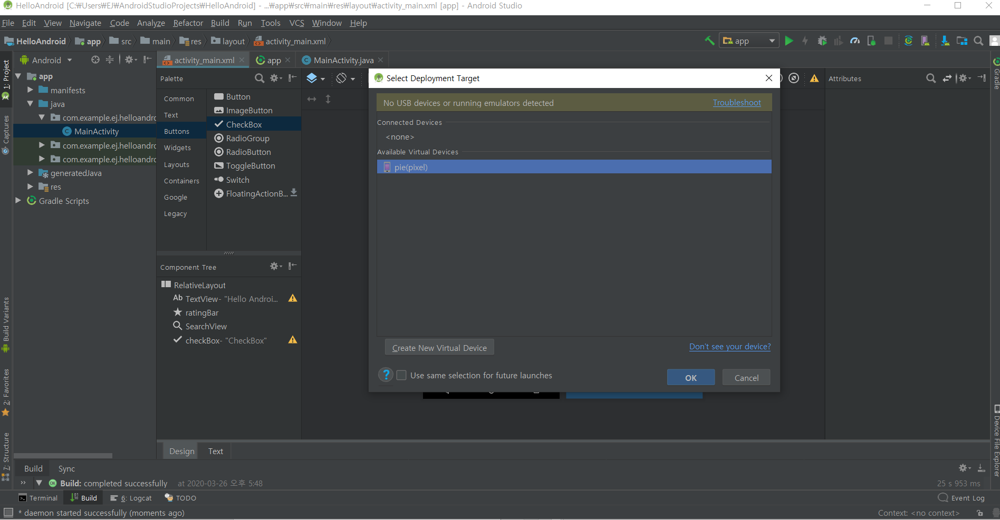 HelloAndroid [C:₩Users₩EJ₩AndroidStudioProjects₩HelloAndroid] - ...₩app₩src₩main₩res₩layout₩activity_main.xml [app] - Android Studio
File Edit View Navigate Code Analyze Refactor Build Run Tools VCS Window Help
HelloAndroid app src main res layout activity_main.xml app
Android activity_main.xml app MainActivity.java
1: Project
Captures
Build Variants
2: Favorites
7: Structure
app
manifests
java
com.example.ej.helloandro
MainActivity
com.example.ej.helloandro
com.example.ej.helloandro
generatedJava
res
Gradle Scripts
Palette
Common
Text
Buttons
Widgets
Layouts
Containers
Google
Legacy
Button
ImageButton
CheckBox
RadioGroup
RadioButton
ToggleButton
Switch
FloatingActionB...
Component Tree
RelativeLayout
Ab TextView- "Hello Androi...
ratingBar
SearchView
checkBox- "CheckBox"
Select Deployment Target
No USB devices or running emulators detected Troubleshoot
Connected Devices
<none>
Available Virtual Devices
pie(pixel)
Create New Virtual Device Don't see your device?
? Use same selection for future launches OK Cancel
Attributes
Gradle
Device File Explorer
Design Text
Build Sync
» OK Build: completed successfully at 2020-03-26 오후 5:48 25 s 953 ms
Terminal Build 6: Logcat TODO Event Log
* daemon started successfully (moments ago) Context: <no context>